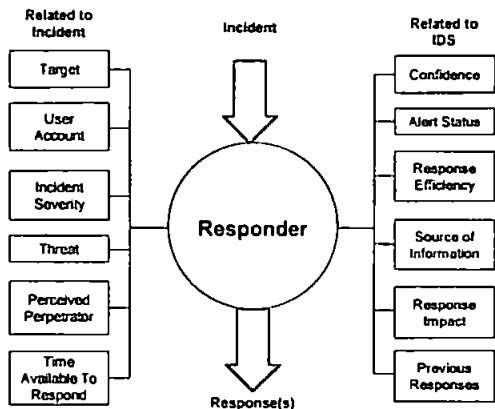 Related to
Incident
Target
User
Account
Incident
Severity
Threat
Perceived
Perpetrator
Time
Available To
Respond
Incident
Responder
Response(s)
Related to
IDS
Confidence
Alert Status
Response
Efficiency
Source of
Information
Response
Impact
Previous
Responses